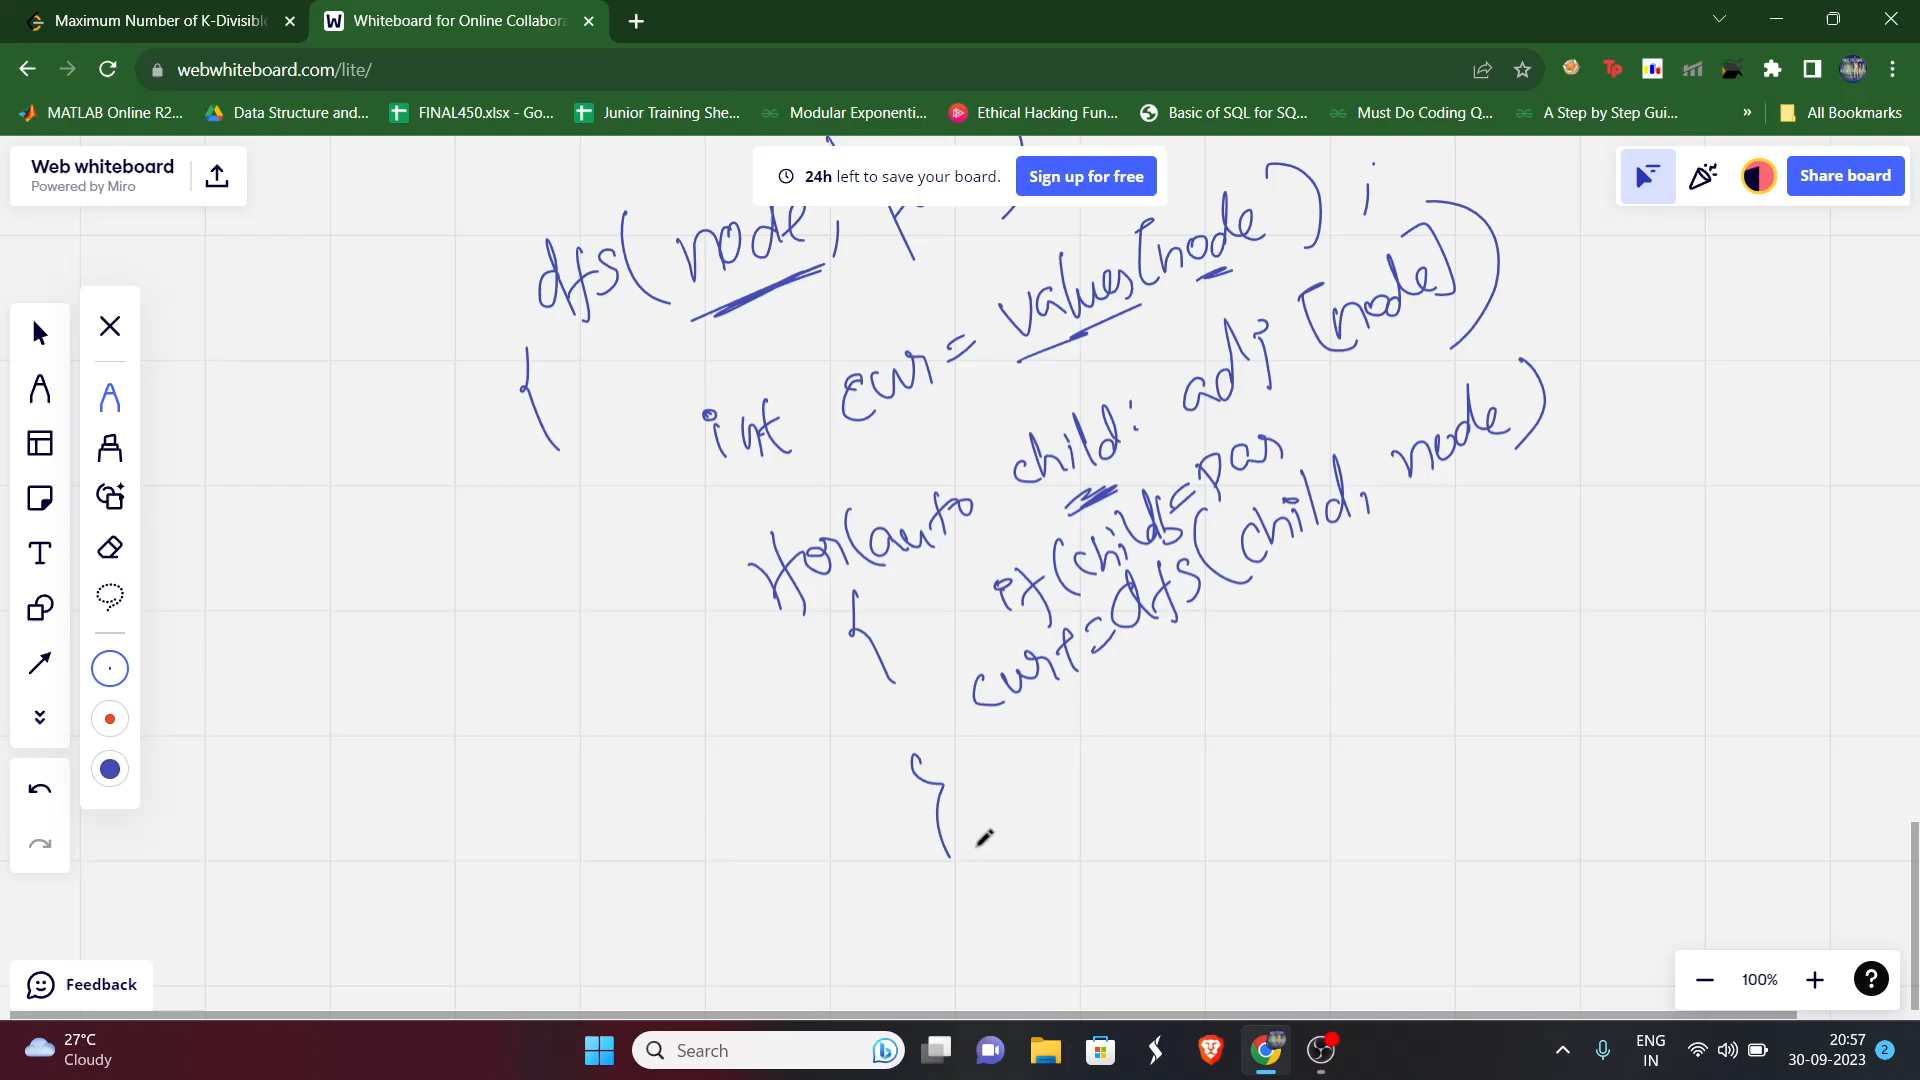 Maximum Number of K-Divisible
Whiteboard for Online Collabora
webwhiteboard.com/lite/
MATLAB Online R2...
Data Structure and...
FINAL450.xlsx - Go...
Junior Training She...
Modular Exponenti...
Ethical Hacking Fun...
Basic of SQL for SQ...
Must Do Coding Q...
A Step by Step Gui...
»
All Bookmarks
Web whiteboard
Powered by Miro
24h left to save your board.
Sign up for free
Share board
dfs(node,
{
int cur = values[node];
for(auto child: adj[node])
{
if(child = par
cur+=dfs(child, node)
}
Feedback
100%
?
27°C
Cloudy
Search
ENG
IN
20:57
30-09-2023
2